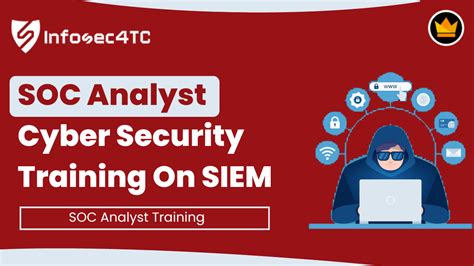 Infosec4TC
SOC Analyst
Cyber Security
Training On SIEM
SOC Analyst Training
www